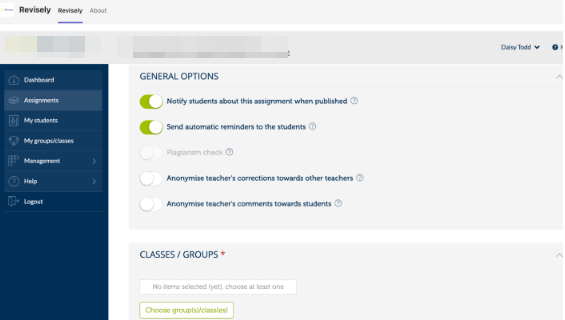 Revisely Revisely About
Daisy Todd
Dashboard
Assignments
My students
My groups/classes
Management
Help
Logout
GENERAL OPTIONS
Notify students about this assignment when published
Send automatic reminders to the students
Plagiarism check
Anonymise teacher's corrections towards other teachers
Anonymise teacher's comments towards students
CLASSES / GROUPS *
No items selected (yet), choose at least one
Choose group(s)/class(es)